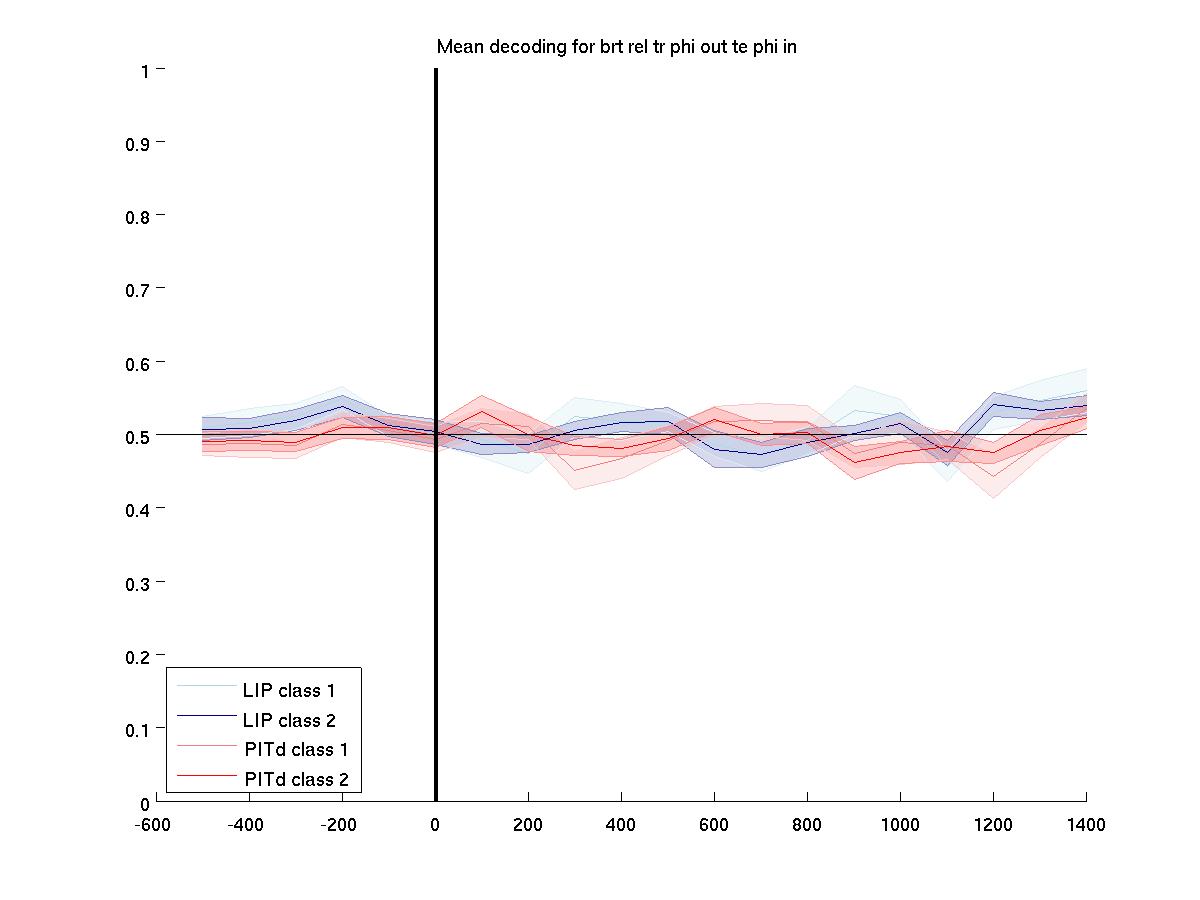 Mean decoding for brt rel tr phi out te phi in
1
0.9
0.8
0.7
0.6
0.5
0.4
0.3
0.2
0.1
0
LIP class 1
LIP class 2
PITd class 1
PITd class 2
-600 -400 -200 0 200 400 600 800 1000 1200 1400